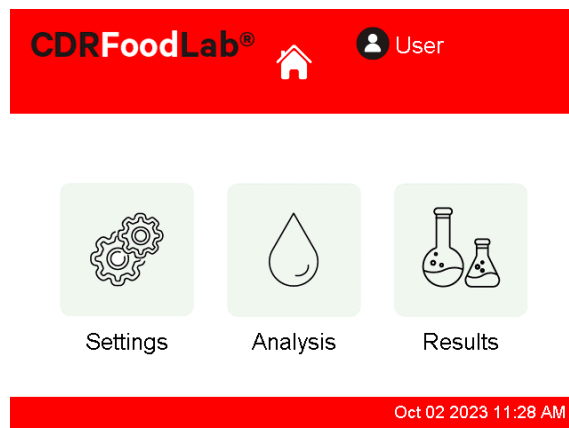 CDRFoodLab®
User
Settings
Analysis
Results
Oct 02 2023 11:28 AM